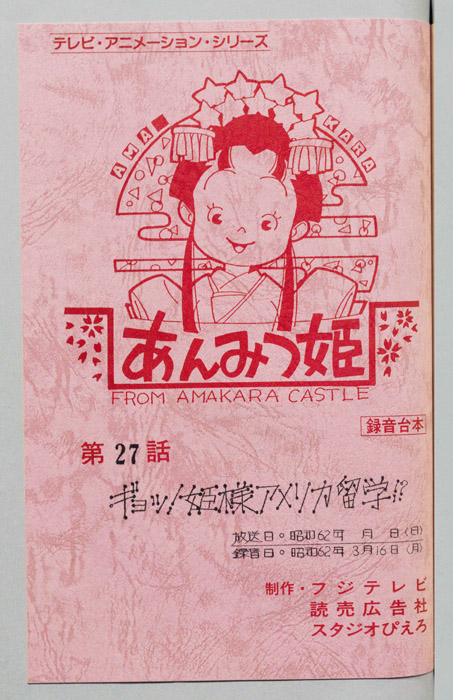 テレビ・アニメーション・シリーズ
AMA KARA
あんみつ姫
FROM AMAKARA CASTLE
録音台本
第27話
ギョッ!姫様アメリカ留学!?
放送日。昭和62年 月 日(日)
録音日。昭和62年 3月16日(月)
制作・フジテレビ
読売広告社
スタジオぴえろ